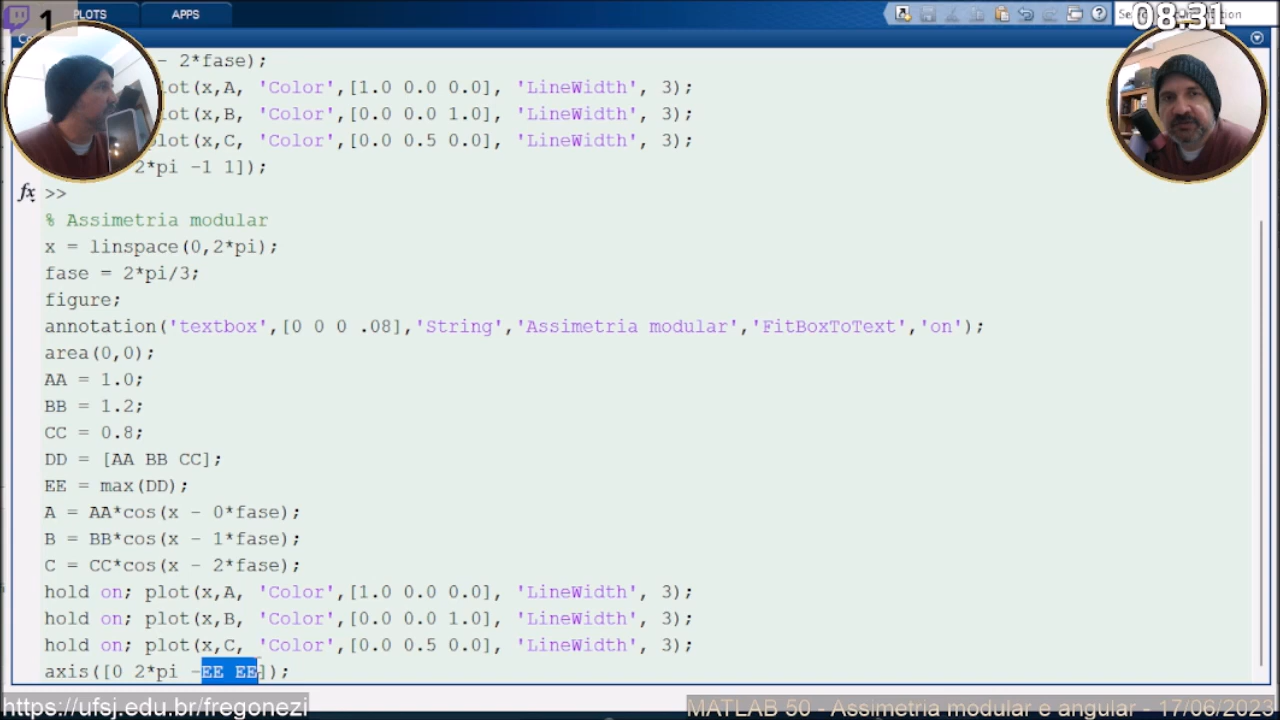 1
PLOTS
APPS
08:31
- 2*fase);
lot(x,A, 'Color',[1.0 0.0 0.0], 'LineWidth', 3);
plot(x,B, 'Color',[0.0 0.0 1.0], 'LineWidth', 3);
plot(x,C, 'Color',[0.0 0.5 0.0], 'LineWidth', 3);
2*pi -1 1]);
fx >>
% Assimetria modular
x = linspace(0,2*pi);
fase = 2*pi/3;
figure;
annotation('textbox',[0 0 0 .08],'String','Assimetria modular','FitBoxToText','on');
area(0,0);
AA = 1.0;
BB = 1.2;
CC = 0.8;
DD = [AA BB CC];
EE = max(DD);
A = AA*cos(x - 0*fase);
B = BB*cos(x - 1*fase);
C = CC*cos(x - 2*fase);
hold on; plot(x,A, 'Color',[1.0 0.0 0.0], 'LineWidth', 3);
hold on; plot(x,B, 'Color',[0.0 0.0 1.0], 'LineWidth', 3);
hold on; plot(x,C, 'Color',[0.0 0.5 0.0], 'LineWidth', 3);
axis([0 2*pi -EE EE]);
https://ufsj.edu.br/fregonezi
MATLAB 50 - Assimetria modular e angular - 17/06/2023